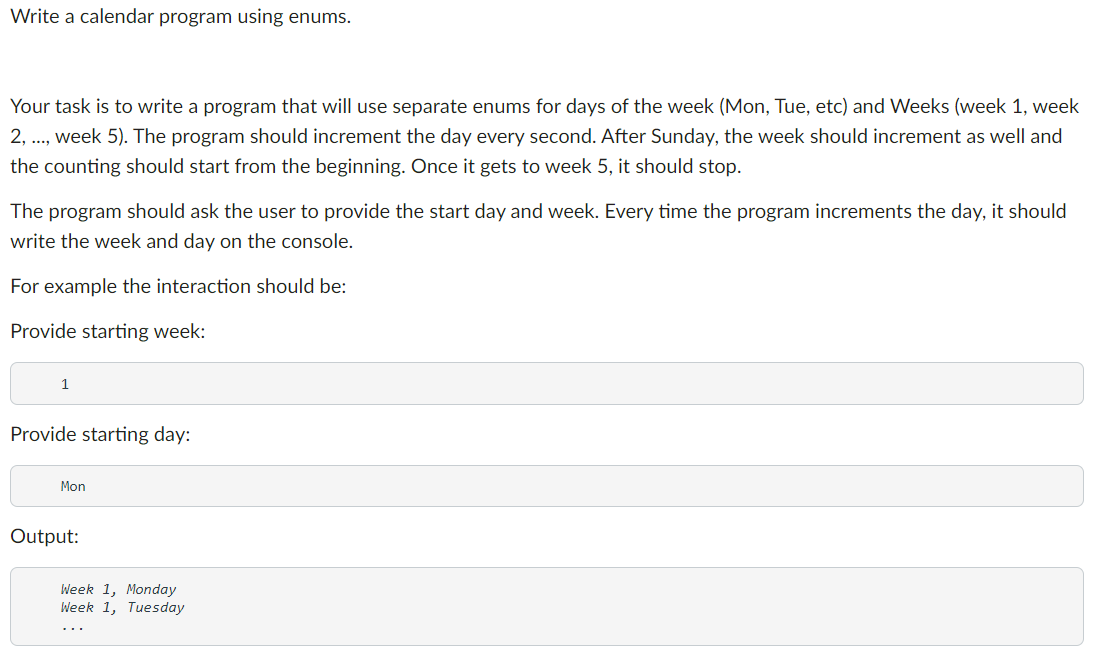 Write a calendar program using enums.
Your task is to write a program that will use separate enums for days of the week (Mon, Tue, etc) and Weeks (week 1, week
2, ..., week 5). The program should increment the day every second. After Sunday, the week should increment as well and
the counting should start from the beginning. Once it gets to week 5, it should stop.
The program should ask the user to provide the start day and week. Every time the program increments the day, it should
write the week and day on the console.
For example the interaction should be:
Provide starting week:
1
Provide starting day:
Mon
Output:
Week 1, Monday
Week 1, Tuesday
...